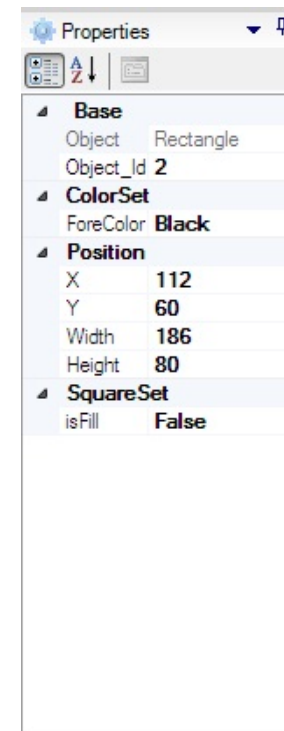 Properties
A
Z
Base
Object Rectangle
Object_Id 2
ColorSet
ForeColor Black
Position
X 112
Y 60
Width 186
Height 80
SquareSet
isFill False